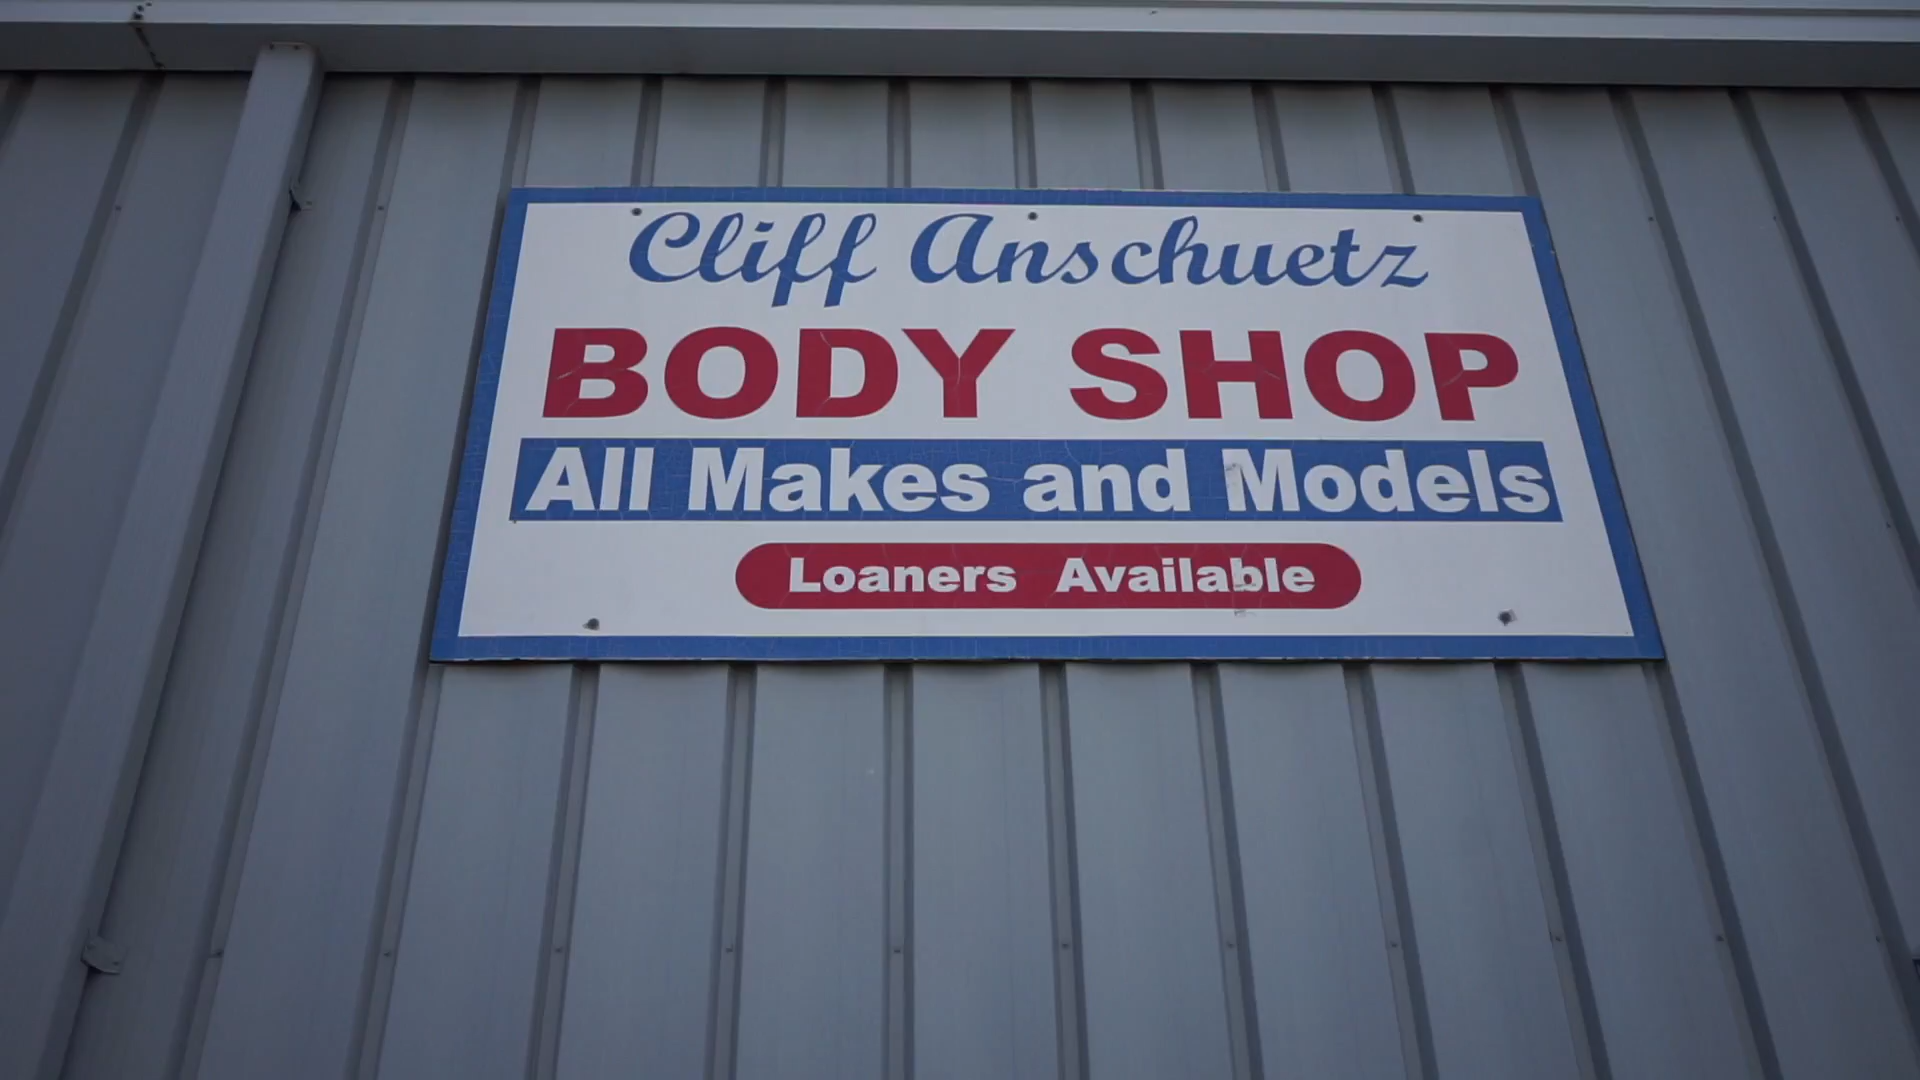 Cliff Anschuetz
BODY SHOP
All Makes and Models
Loaners Available